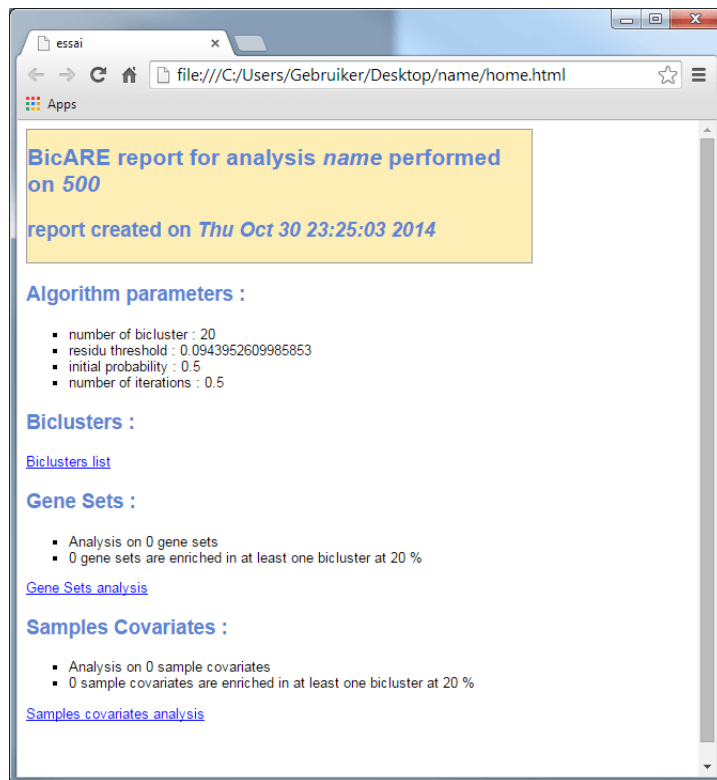 essai
file:///C:/Users/Gebruiker/Desktop/name/home.html
Apps
BicARE report for analysis name performed
on 500
report created on Thu Oct 30 23:25:03 2014
Algorithm parameters :
number of bicluster : 20
residu threshold : 0.0943952609985853
initial probability : 0.5
number of iterations : 0.5
Biclusters :
Biclusters list
Gene Sets :
Analysis on 0 gene sets
0 gene sets are enriched in at least one bicluster at 20 %
Gene Sets analysis
Samples Covariates :
Analysis on 0 sample covariates
0 sample covariates are enriched in at least one bicluster at 20 %
Samples covariates analysis